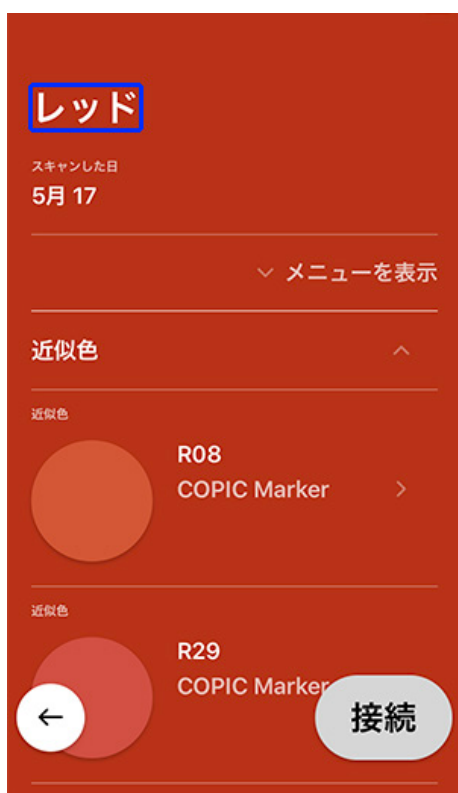 レッド
スキャンした日
5月 17
メニューを表示
近似色
近似色
R08
COPIC Marker
近似色
R29
COPIC Marker
接続